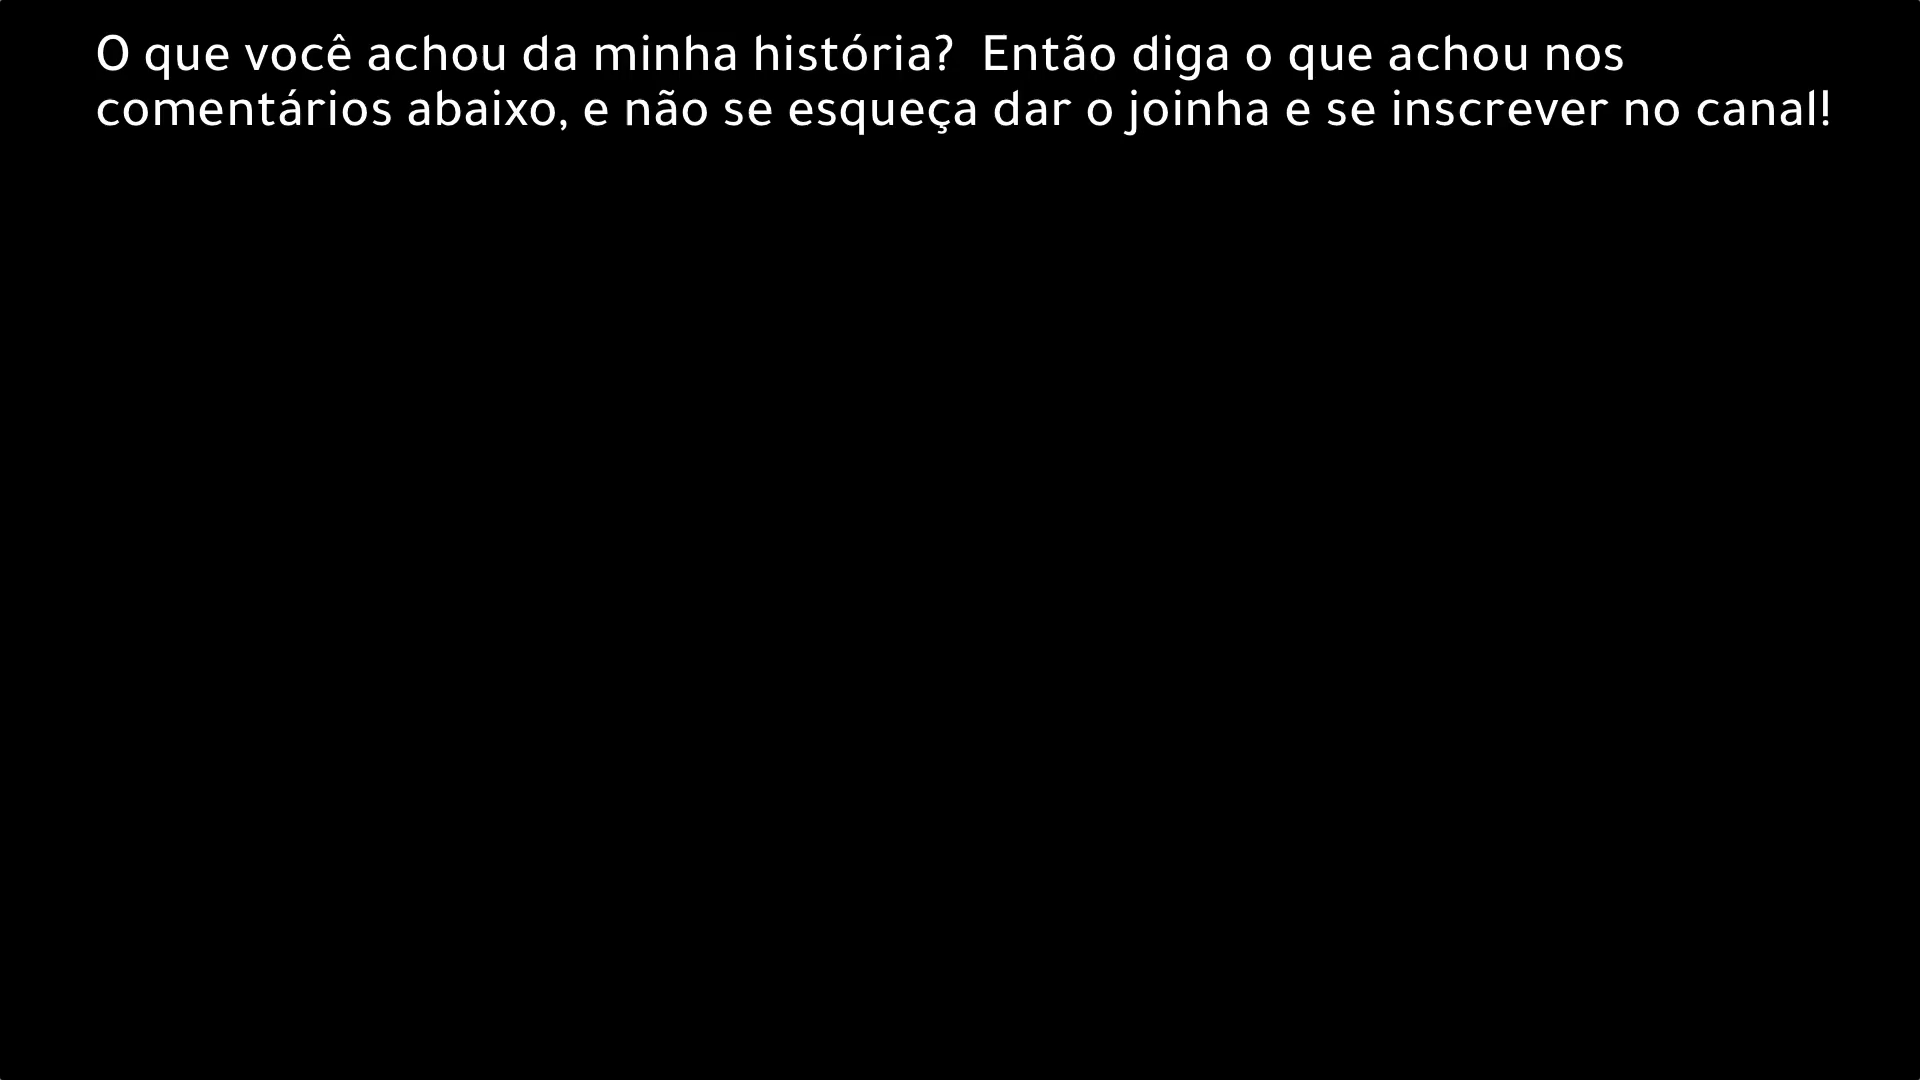 O que você achou da minha história?  Então diga o que achou nos
comentários abaixo, e não se esqueça dar o joinha e se inscrever no canal!